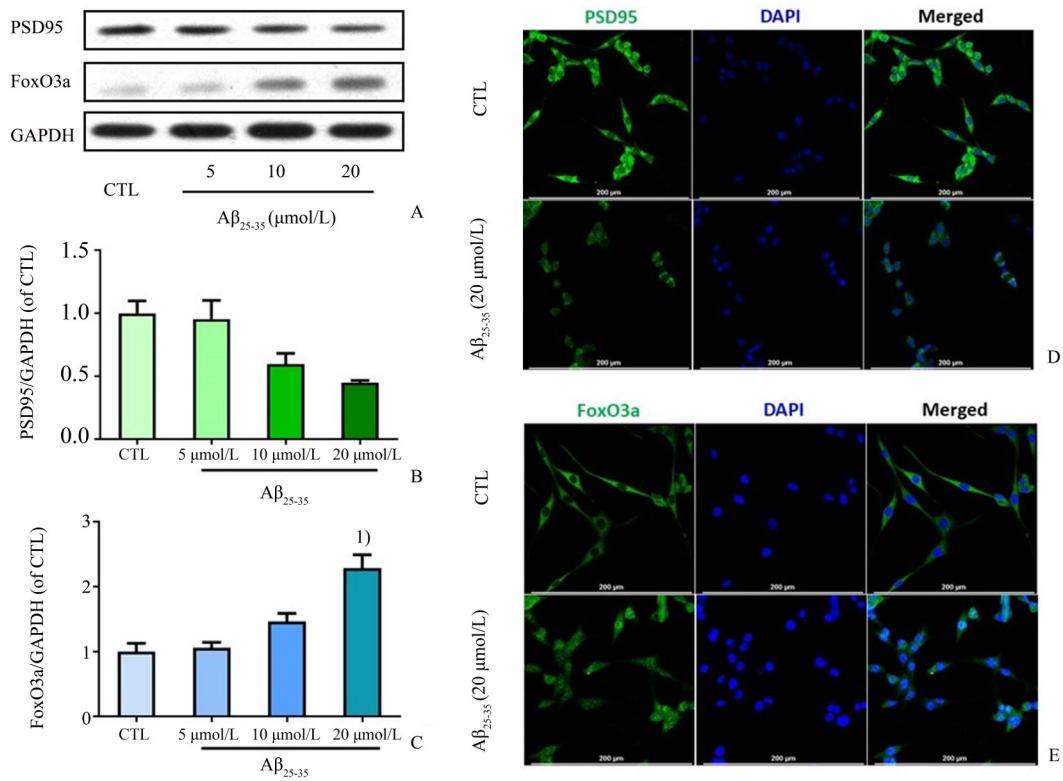 PSD95
FoxO3a
GAPDH
CTL 5 10 20
Aβ25-35 (μmol/L)
A
PSD95/GAPDH (of CTL)
1.5
1.0
0.5
0.0
CTL 5 μmol/L 10 μmol/L 20 μmol/L
Aβ25-35
B
FoxO3a/GAPDH (of CTL)
3
2
1
0
1)
CTL 5 μmol/L 10 μmol/L 20 μmol/L
Aβ25-35
C
PSD95 DAPI Merged
CTL
200 μm 200 μm 200 μm
Aβ25-35 (20 μmol/L)
200 μm 200 μm 200 μm
D
FoxO3a DAPI Merged
CTL
200 μm 200 μm 200 μm
Aβ25-35 (20 μmol/L)
200 μm 200 μm 200 μm
E